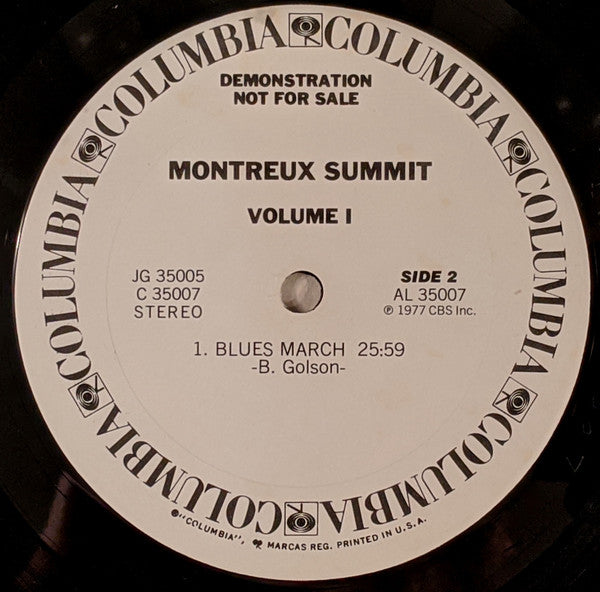 COLUMBIA COLUMBIA COLUMBIA COLUMBIA COLUMBIA COLUMBIA
DEMONSTRATION
NOT FOR SALE
MONTREUX SUMMIT
VOLUME I
JG 35005
C 35007
STEREO
SIDE 2
AL 35007
℗ 1977 CBS Inc.
1. BLUES MARCH 25:59
-B. Golson-
®"COLUMBIA", MARCAS REG. PRINTED IN U.S.A.